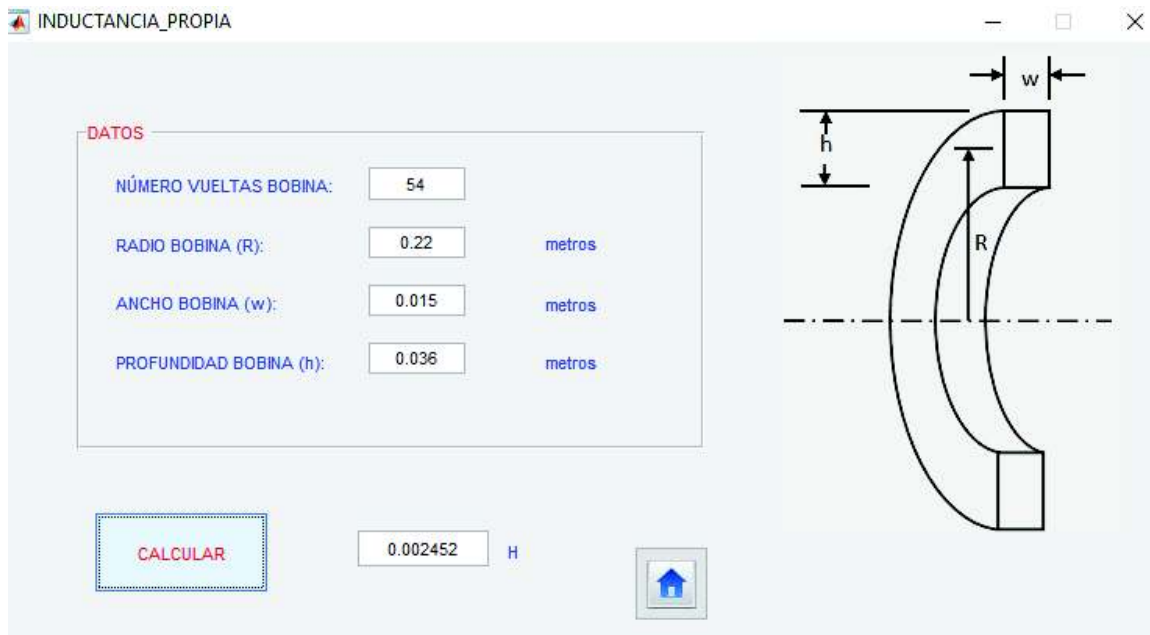 INDUCTANCIA_PROPIA
DATOS
NÚMERO VUELTAS BOBINA: 54
RADIO BOBINA (R): 0.22 metros
ANCHO BOBINA (w): 0.015 metros
PROFUNDIDAD BOBINA (h): 0.036 metros
CALCULAR 0.002452 H
w
h
R